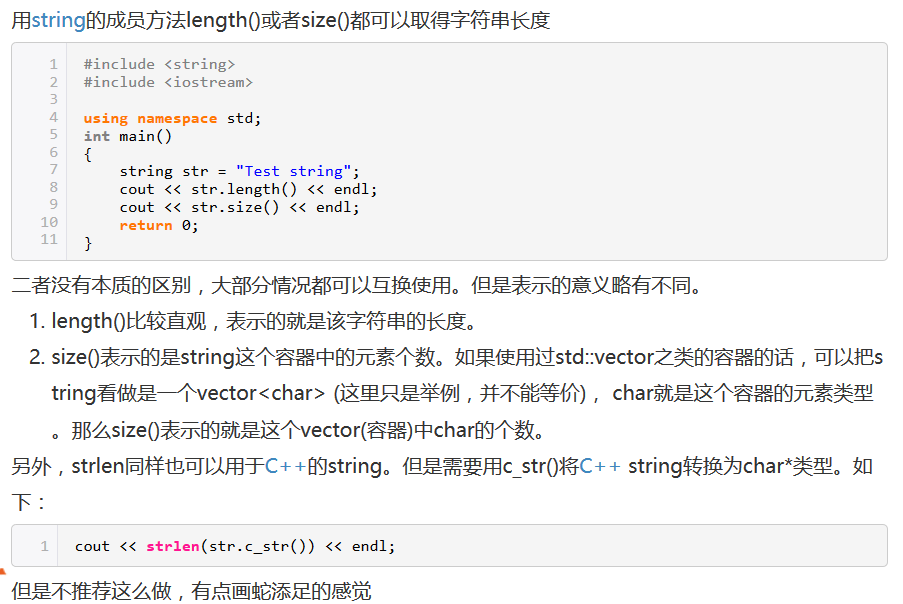 用string的成员方法length()或者size()都可以取得字符串长度
1 #include <string>
2 #include <iostream>
3
4 using namespace std;
5 int main()
6 {
7     string str = "Test string";
8     cout << str.length() << endl;
9     cout << str.size() << endl;
10     return 0;
11 }
二者没有本质的区别，大部分情况都可以互换使用。但是表示的意义略有不同。
1. length()比较直观，表示的就是该字符串的长度。
2. size()表示的是string这个容器中的元素个数。如果使用过std::vector之类的容器的话，可以把s
tring看做是一个vector<char> (这里只是举例，并不能等价)， char就是这个容器的元素类型
。那么size()表示的就是这个vector(容器)中char的个数。
另外，strlen同样也可以用于C++的string。但是需要用c_str()将C++ string转换为char*类型。如
下：
1 cout << strlen(str.c_str()) << endl;
但是不推荐这么做，有点画蛇添足的感觉